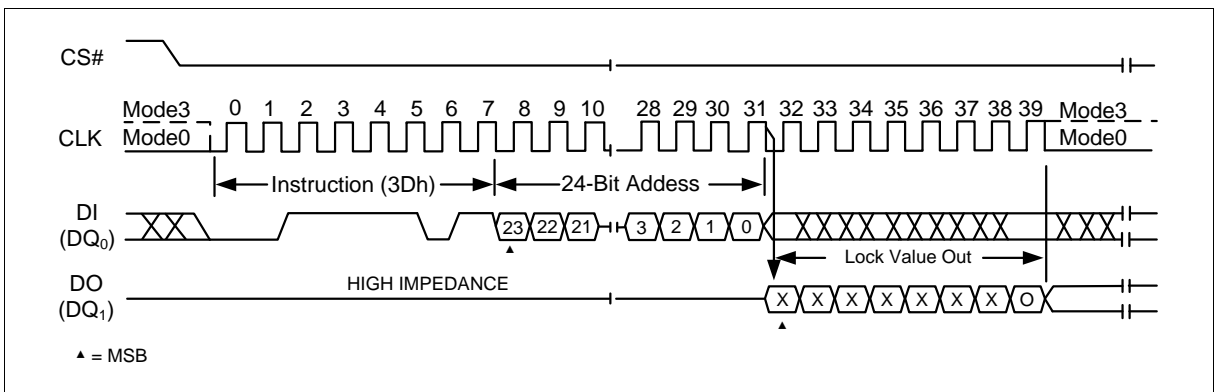 CS#
Mode3 0 1 2 3 4 5 6 7 8 9 10 28 29 30 31 32 33 34 35 36 37 38 39 Mode3
CLK Mode0 Mode0
Instruction (3Dh) 24-Bit Addess
DI
(DQ0) 23 22 21 3 2 1 0
Lock Value Out
DO HIGH IMPEDANCE
(DQ1) X X X X X X X O
▲ = MSB